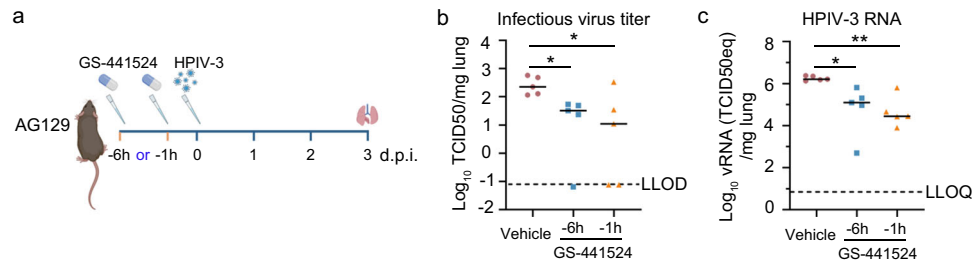 a
GS-441524 HPIV-3
AG129
-6h or -1h 0 1 2 3 d.p.i.
b
Infectious virus titer
*
*
Log10 TCID50/mg lung
4
3
2
1
0
-1
-2
LLOD
Vehicle -6h -1h
GS-441524
c
HPIV-3 RNA
**
*
Log10 vRNA (TCID50eq)
/mg lung
8
6
4
2
0
LLOQ
Vehicle -6h -1h
GS-441524